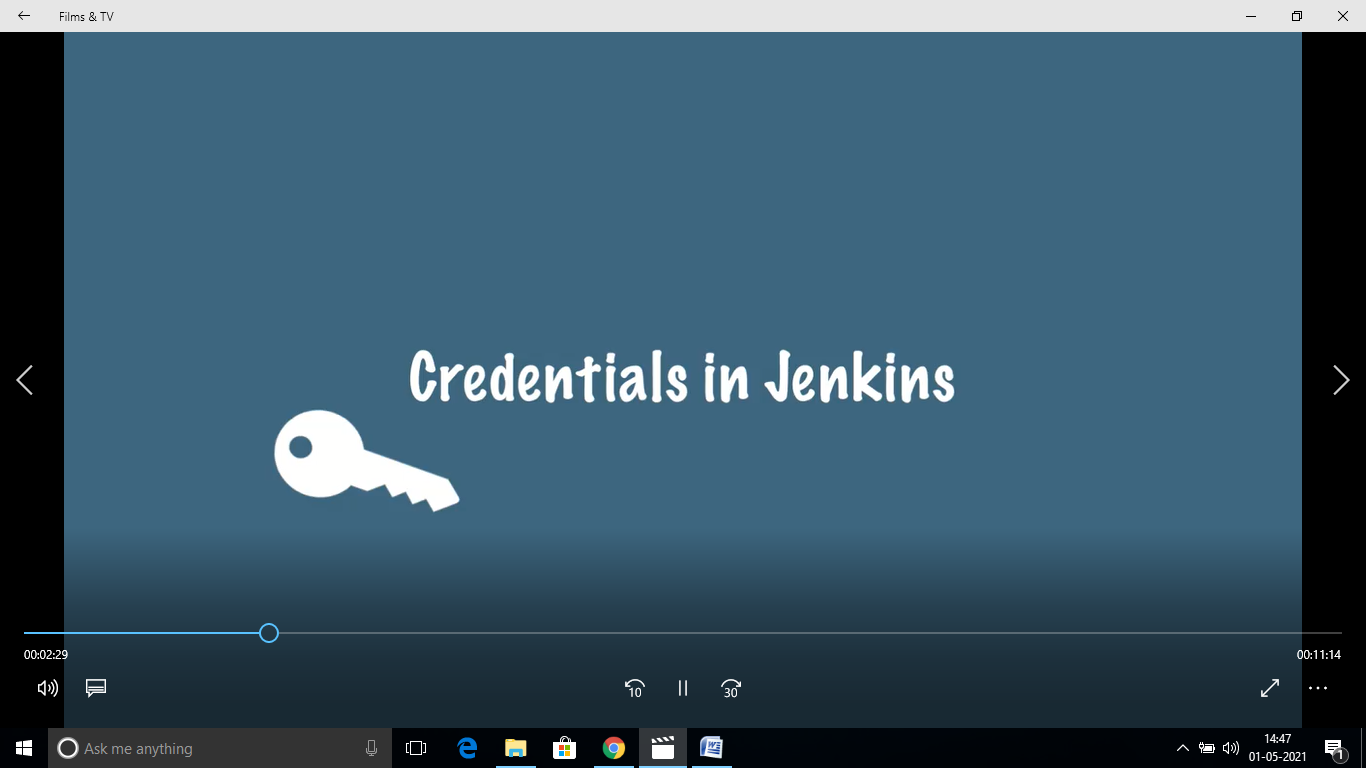 Films & TV
Credentials in Jenkins
00:02:29
00:11:14
10
30
Ask me anything
14:47
01-05-2021
1